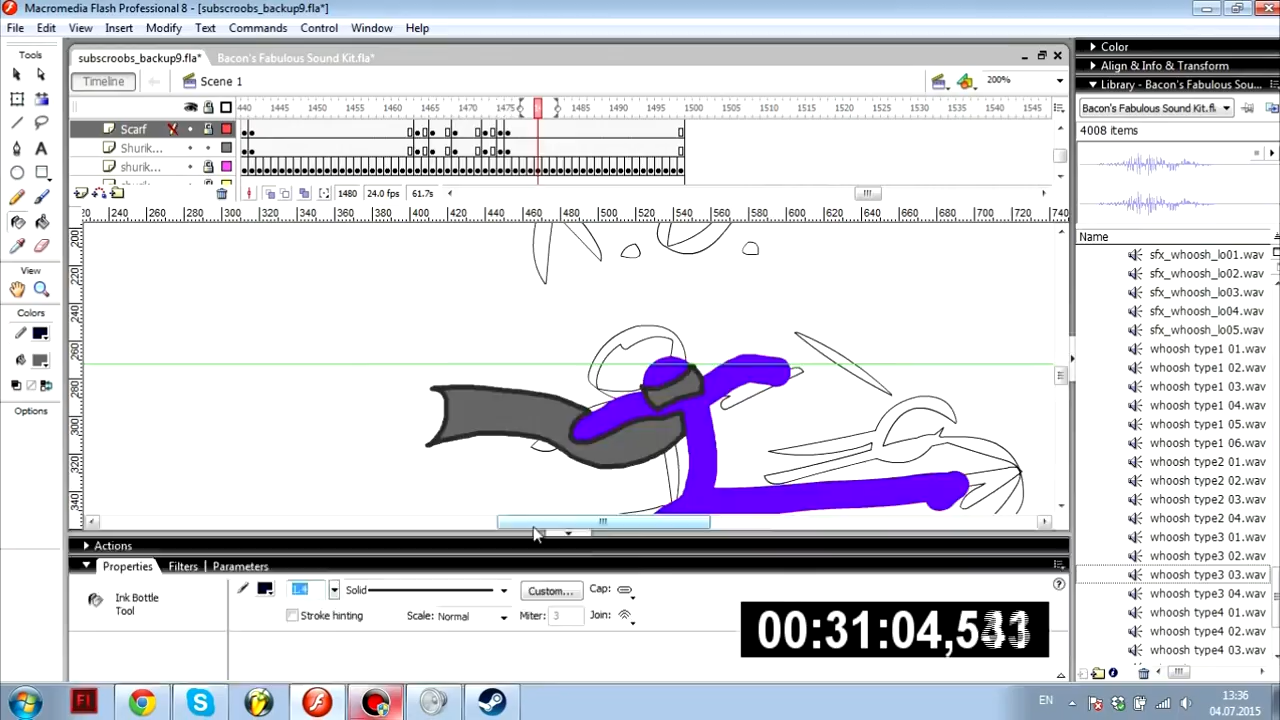 Macromedia Flash Professional 8 - [subscroobs_backup9.fla*]
File Edit View Insert Modify Text Commands Control Window Help
Tools
subscroobs_backup9.fla* Bacon's Fabulous Sound Kit.fla*
Timeline Scene 1 200%
440 1445 1450 1455 1460 1465 1470 1475 1485 1490 1495 1500 1505 1510 1515 1520 1525 1530 1535 1540 1545
Scarf
Shurik...
shurik...
1480 24.0 fps 61.7s
20 240 260 280 300 320 340 360 380 400 420 440 460 480 500 520 540 560 580 600 620 640 660 680 700 720 740
View
Colors
Options
Color
Align & Info & Transform
Library - Bacon's Fabulous Sou...
Bacon's Fabulous Sound Kit.fl
4008 items
Name
sfx_whoosh_lo01.wav
sfx_whoosh_lo02.wav
sfx_whoosh_lo03.wav
sfx_whoosh_lo04.wav
sfx_whoosh_lo05.wav
whoosh type1 01.wav
whoosh type1 02.wav
whoosh type1 03.wav
whoosh type1 04.wav
whoosh type1 05.wav
whoosh type1 06.wav
whoosh type2 01.wav
whoosh type2 02.wav
whoosh type2 03.wav
whoosh type2 04.wav
whoosh type3 01.wav
whoosh type3 02.wav
whoosh type3 03.wav
whoosh type3 04.wav
whoosh type4 01.wav
whoosh type4 02.wav
whoosh type4 03.wav
Actions
Properties Filters Parameters
Ink Bottle
Tool
1.4 Solid Custom... Cap:
Stroke hinting Scale: Normal Miter: 3 Join:
00:31:04,5
EN 13:36
04.07.2015